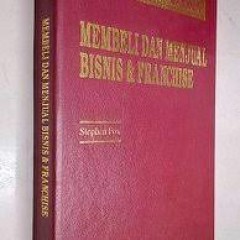 MEMBELI DAN MENJUAL
BISNIS & FRANCHISE
Stephen Fox
MEMBELI DAN MENJUAL BISNIS & FRANCHISE